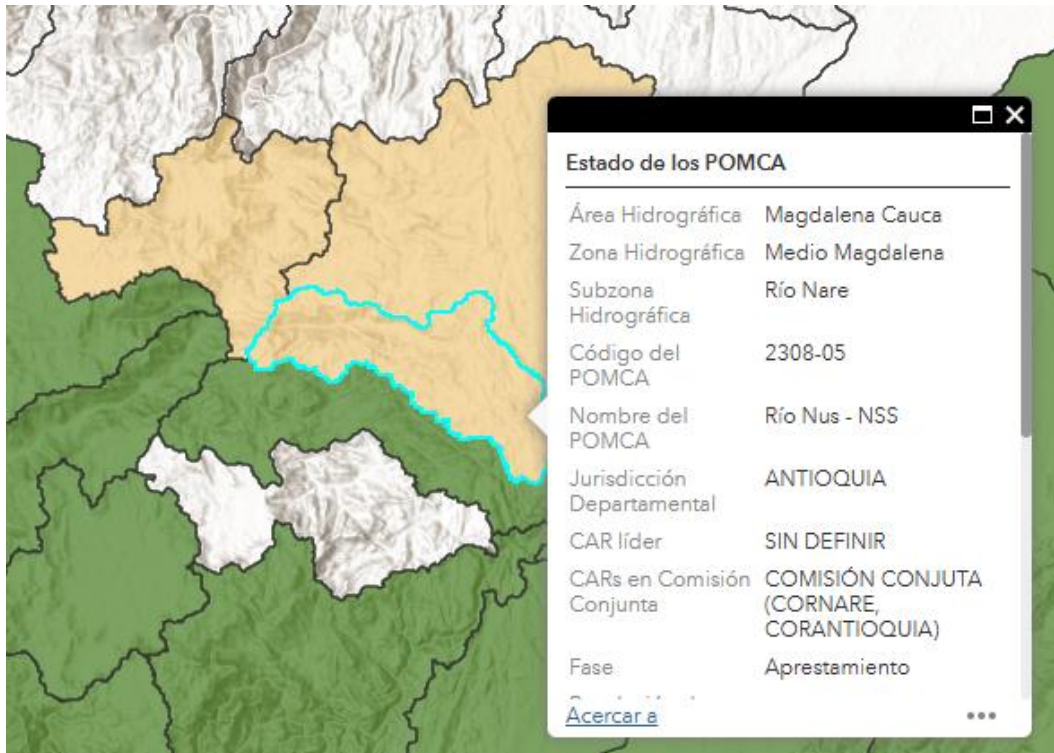 Estado de los POMCA
Área Hidrográfica Magdalena Cauca
Zona Hidrográfica Medio Magdalena
Subzona Río Nare
Hidrográfica
Código del 2308-05
POMCA
Nombre del Río Nus - NSS
POMCA
Jurisdicción ANTIOQUIA
Departamental
CAR líder SIN DEFINIR
CARs en Comisión COMISIÓN CONJUTA
Conjunta (CORNARE,
CORANTIOQUIA)
Fase Aprestamiento
Acercar a